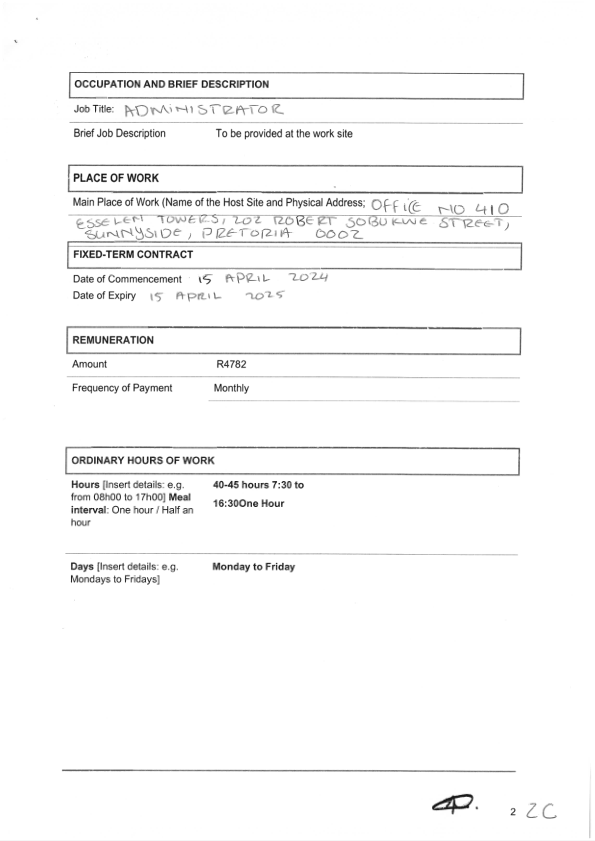 OCCUPATION AND BRIEF DESCRIPTION
Job Title: ADMINISTRATOR
Brief Job Description To be provided at the work site
PLACE OF WORK
Main Place of Work (Name of the Host Site and Physical Address; OFFICE NO 410
ESSELEN TOWERS, 202 ROBERT SOBUKWE STREET,
SUNNYSIDE, PRETORIA 0002
FIXED-TERM CONTRACT
Date of Commencement 15 APRIL 2024
Date of Expiry 15 APRIL 2025
REMUNERATION
Amount R4782
Frequency of Payment Monthly
ORDINARY HOURS OF WORK
Hours [Insert details: e.g. 40-45 hours 7:30 to
from 08h00 to 17h00] Meal 16:30One Hour
interval: One hour / Half an
hour
Days [Insert details: e.g. Monday to Friday
Mondays to Fridays]
2 ZC